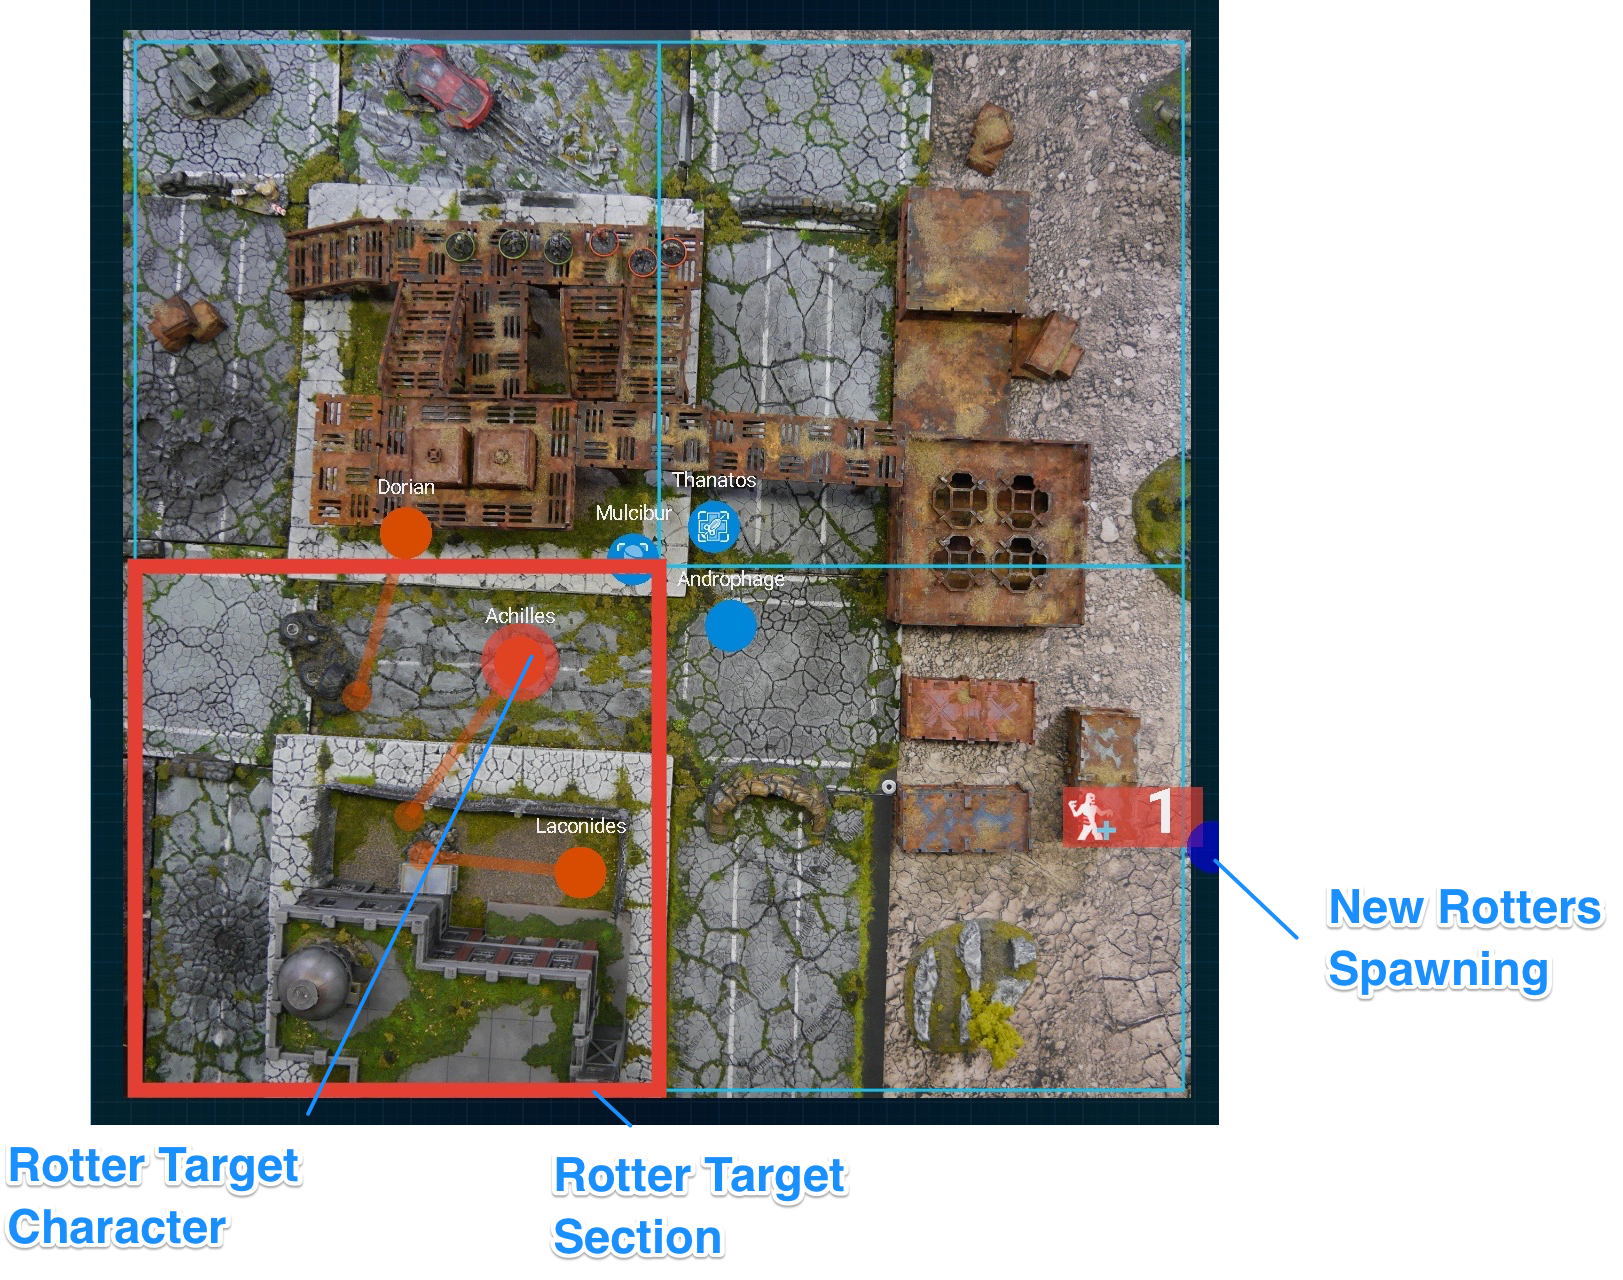 Dorian
Thanatos
Mulcibur
Androphage
Achilles
Laconides
1
New Rotters
Spawning
Rotter Target
Character
Rotter Target
Section